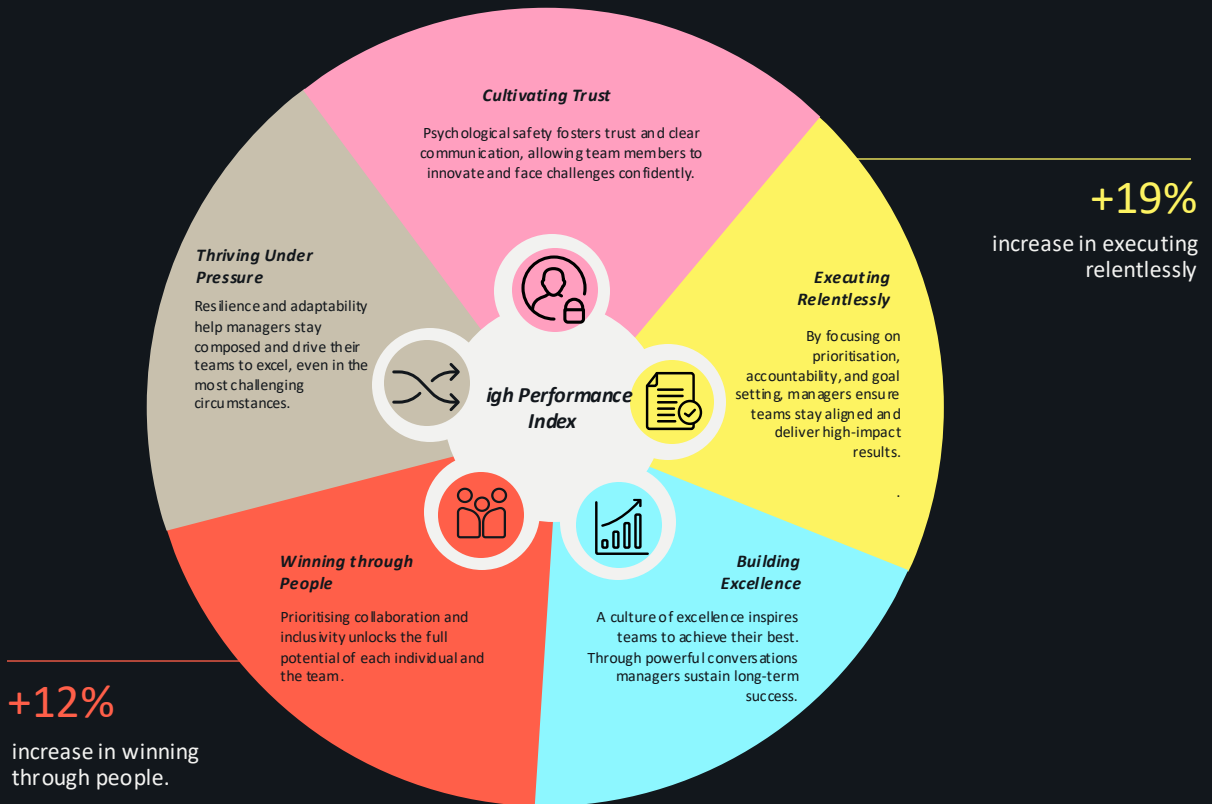 Cultivating Trust
Psychological safety fosters trust and clear
communication, allowing team members to
innovate and face challenges confidently.
+19%
increase in executing
relentlessly
Thriving Under
Pressure
Resilience and adaptability
help managers stay
composed and drive their
teams to excel, even in the
most challenging
circumstances.
Executing
Relentlessly
By focusing on
prioritisation,
accountability, and goal
setting, managers ensure
teams stay aligned and
deliver high-impact
results.
.
igh Performance
Index
Winning through
People
Prioritising collaboration and
inclusivity unlocks the full
potential of each individual and
the team.
Building
Excellence
A culture of excellence inspires
teams to achieve their best.
Through powerful conversations
managers sustain long-term
success.
+12%
increase in winning
through people.